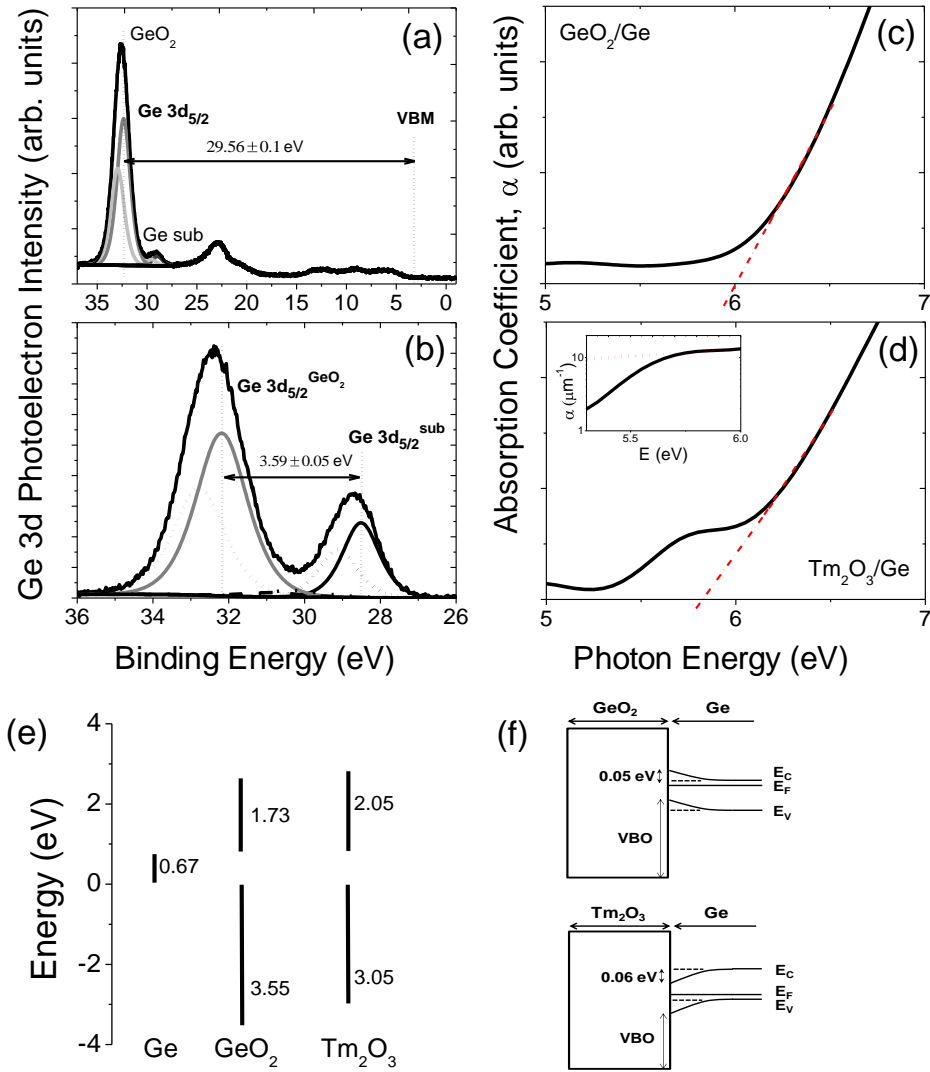 (a)
GeO2
Ge 3d5/2
VBM
29.56 ± 0.1 eV
Ge sub
35 30 25 20 15 10 5 0
(b)
Ge 3d5/2 GeO2
Ge 3d5/2 sub
3.59 ± 0.05 eV
36 34 32 30 28 26
Ge 3d Photoelectron Intensity (arb. units)
Binding Energy (eV)
GeO2/Ge
(c)
5 6 7
(d)
α (μm-1)
10
1
5.5 6.0
E (eV)
Tm2O3/Ge
5 6 7
Absorption Coefficient, α (arb. units)
Photon Energy (eV)
(e)
Energy (eV)
4
2
0
-2
-4
0.67
1.73
2.05
3.55
3.05
Ge GeO2 Tm2O3
(f)
GeO2 Ge
0.05 eV
EC
EF
EV
VBO
Tm2O3 Ge
0.06 eV
EC
EF
EV
VBO